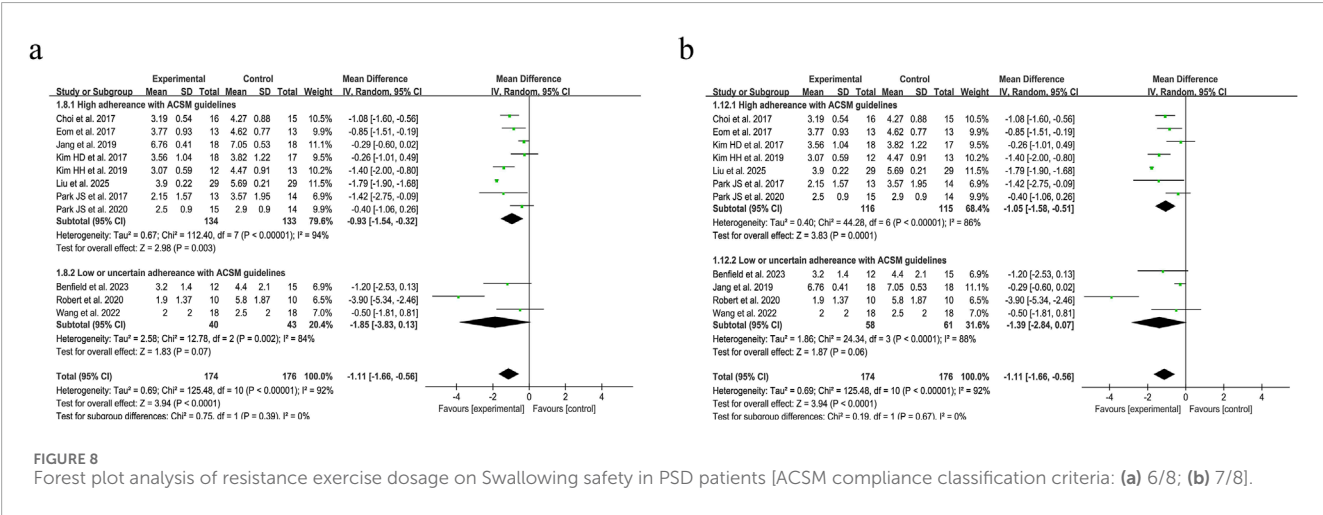 a
Experimental Control Mean Difference Mean Difference
Study or Subgroup Mean SD Total Mean SD Total Weight IV, Random, 95% CI IV, Random, 95% CI
1.8.1 High adhereance with ACSM guidelines
Choi et al. 2017 3.19 0.54 16 4.27 0.88 15 10.5% -1.08 [-1.60, -0.56]
Eom et al. 2017 3.77 0.93 13 4.62 0.77 13 9.9% -0.85 [-1.51, -0.19]
Jang et al. 2019 6.76 0.41 18 7.05 0.53 18 11.1% -0.29 [-0.60, 0.02]
Kim HD et al. 2017 3.56 1.04 18 3.82 1.22 17 9.6% -0.26 [-1.01, 0.49]
Kim HH et al. 2019 3.07 0.59 12 4.47 0.91 13 10.2% -1.40 [-2.00, -0.80]
Liu et al. 2025 3.9 0.22 29 5.69 0.21 29 11.5% -1.79 [-1.90, -1.68]
Park JS et al. 2017 2.15 1.57 13 3.57 1.95 14 6.9% -1.42 [-2.75, -0.09]
Park JS et al. 2020 2.5 0.9 15 2.9 0.9 14 9.9% -0.40 [-1.06, 0.26]
Subtotal (95% CI) 134 133 79.6% -0.93 [-1.54, -0.32]
Heterogeneity: Tau² = 0.67; Chi² = 112.40, df = 7 (P < 0.00001); I² = 94%
Test for overall effect: Z = 2.98 (P = 0.003)
1.8.2 Low or uncertain adhereance with ACSM guidelines
Benfield et al. 2023 3.2 1.4 12 4.4 2.1 15 6.9% -1.20 [-2.53, 0.13]
Robert et al. 2020 1.9 1.37 10 5.8 1.87 10 6.5% -3.90 [-5.34, -2.46]
Wang et al. 2022 2 2 18 2.5 2 18 7.0% -0.50 [-1.81, 0.81]
Subtotal (95% CI) 40 43 20.4% -1.85 [-3.83, 0.13]
Heterogeneity: Tau² = 2.58; Chi² = 12.78, df = 2 (P = 0.002); I² = 84%
Test for overall effect: Z = 1.83 (P = 0.07)
Total (95% CI) 174 176 100.0% -1.11 [-1.66, -0.56]
Heterogeneity: Tau² = 0.69; Chi² = 125.48, df = 10 (P < 0.00001); I² = 92%
Test for overall effect: Z = 3.94 (P < 0.0001)
Test for subgroup differences: Chi² = 0.75, df = 1 (P = 0.39), I² = 0%
-4 -2 0 2 4
Favours [experimental] Favours [control]
b
Experimental Control Mean Difference Mean Difference
Study or Subgroup Mean SD Total Mean SD Total Weight IV, Random, 95% CI IV, Random, 95% CI
1.12.1 High adhereance with ACSM guidelines
Choi et al. 2017 3.19 0.54 16 4.27 0.88 15 10.5% -1.08 [-1.60, -0.56]
Eom et al. 2017 3.77 0.93 13 4.62 0.77 13 9.9% -0.85 [-1.51, -0.19]
Kim HD et al. 2017 3.56 1.04 18 3.82 1.22 17 9.6% -0.26 [-1.01, 0.49]
Kim HH et al. 2019 3.07 0.59 12 4.47 0.91 13 10.2% -1.40 [-2.00, -0.80]
Liu et al. 2025 3.9 0.22 29 5.69 0.21 29 11.5% -1.79 [-1.90, -1.68]
Park JS et al. 2017 2.15 1.57 13 3.57 1.95 14 6.9% -1.42 [-2.75, -0.09]
Park JS et al. 2020 2.5 0.9 15 2.9 0.9 14 9.9% -0.40 [-1.06, 0.26]
Subtotal (95% CI) 116 115 68.4% -1.05 [-1.58, -0.51]
Heterogeneity: Tau² = 0.40; Chi² = 44.28, df = 6 (P < 0.00001); I² = 86%
Test for overall effect: Z = 3.83 (P = 0.0001)
1.12.2 Low or uncertain adhereance with ACSM guidelines
Benfield et al. 2023 3.2 1.4 12 4.4 2.1 15 6.9% -1.20 [-2.53, 0.13]
Jang et al. 2019 6.76 0.41 18 7.05 0.53 18 11.1% -0.29 [-0.60, 0.02]
Robert et al. 2020 1.9 1.37 10 5.8 1.87 10 6.5% -3.90 [-5.34, -2.46]
Wang et al. 2022 2 2 18 2.5 2 18 7.0% -0.50 [-1.81, 0.81]
Subtotal (95% CI) 58 61 31.6% -1.39 [-2.84, 0.07]
Heterogeneity: Tau² = 1.86; Chi² = 24.34, df = 3 (P < 0.0001); I² = 88%
Test for overall effect: Z = 1.87 (P = 0.06)
Total (95% CI) 174 176 100.0% -1.11 [-1.66, -0.56]
Heterogeneity: Tau² = 0.69; Chi² = 125.48, df = 10 (P < 0.00001); I² = 92%
Test for overall effect: Z = 3.94 (P < 0.0001)
Test for subgroup differences: Chi² = 0.19, df = 1 (P = 0.67), I² = 0%
-4 -2 0 2 4
Favours [experimental] Favours [control]
FIGURE 8
Forest plot analysis of resistance exercise dosage on Swallowing safety in PSD patients [ACSM compliance classification criteria: (a) 6/8; (b) 7/8].